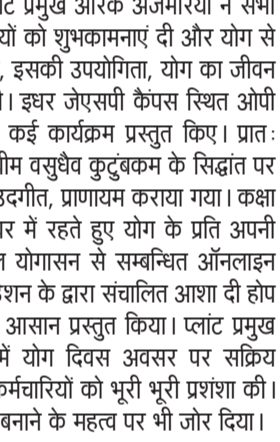 प्लांट प्रमुख आरके अजमेरिया ने सभी
यों को शुभकामनाएं दी और योग से
, इसकी उपयोगिता, योग का जीवन
। इधर जेएसपी कैंपस स्थित ओपी
कई कार्यक्रम प्रस्तुत किए। प्रातः
ीम वसुधैव कुटुंबकम के सिद्धांत पर
उदगीत, प्राणायम कराया गया। कक्षा
र में रहते हुए योग के प्रति अपनी
योगासन से सम्बन्धित ऑनलाइन
शन के द्वारा संचालित आशा दी होप
आसान प्रस्तुत किया। प्लांट प्रमुख
में योग दिवस अवसर पर सक्रिय
कर्मचारियों को भूरी भूरी प्रशंशा की।
बनाने के महत्व पर भी जोर दिया।